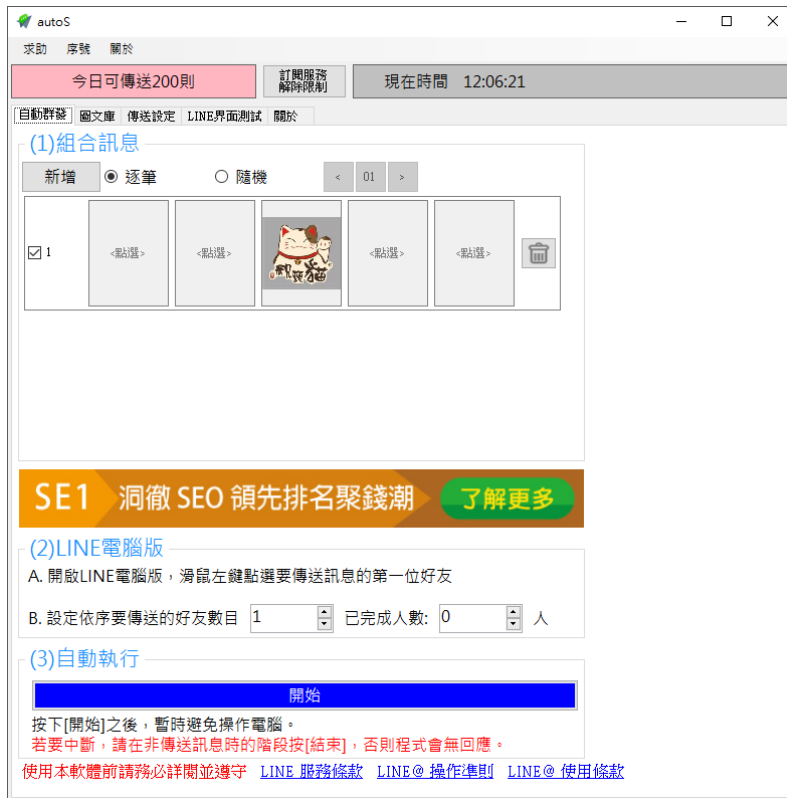 autoS
求助 序號 關於
今日可傳送200則
訂閱服務
解除限制
現在時間 12:06:21
自動群發 圖文庫 傳送設定 LINE界面測試 關於
(1)組合訊息
新增 逐筆 隨機 < 01 >
1 <點選> <點選> <點選> <點選>
SE1 洞徹 SEO 領先排名聚錢潮 了解更多
(2)LINE電腦版
A. 開啟LINE電腦版，滑鼠左鍵點選要傳送訊息的第一位好友
B. 設定依序要傳送的好友數目 1 已完成人數: 0 人
(3)自動執行
開始
按下[開始]之後，暫時避免操作電腦。
若要中斷，請在非傳送訊息時的階段按[結束]，否則程式會無回應。
使用本軟體前請務必詳閱並遵守 LINE 服務條款 LINE@ 操作準則 LINE@ 使用條款